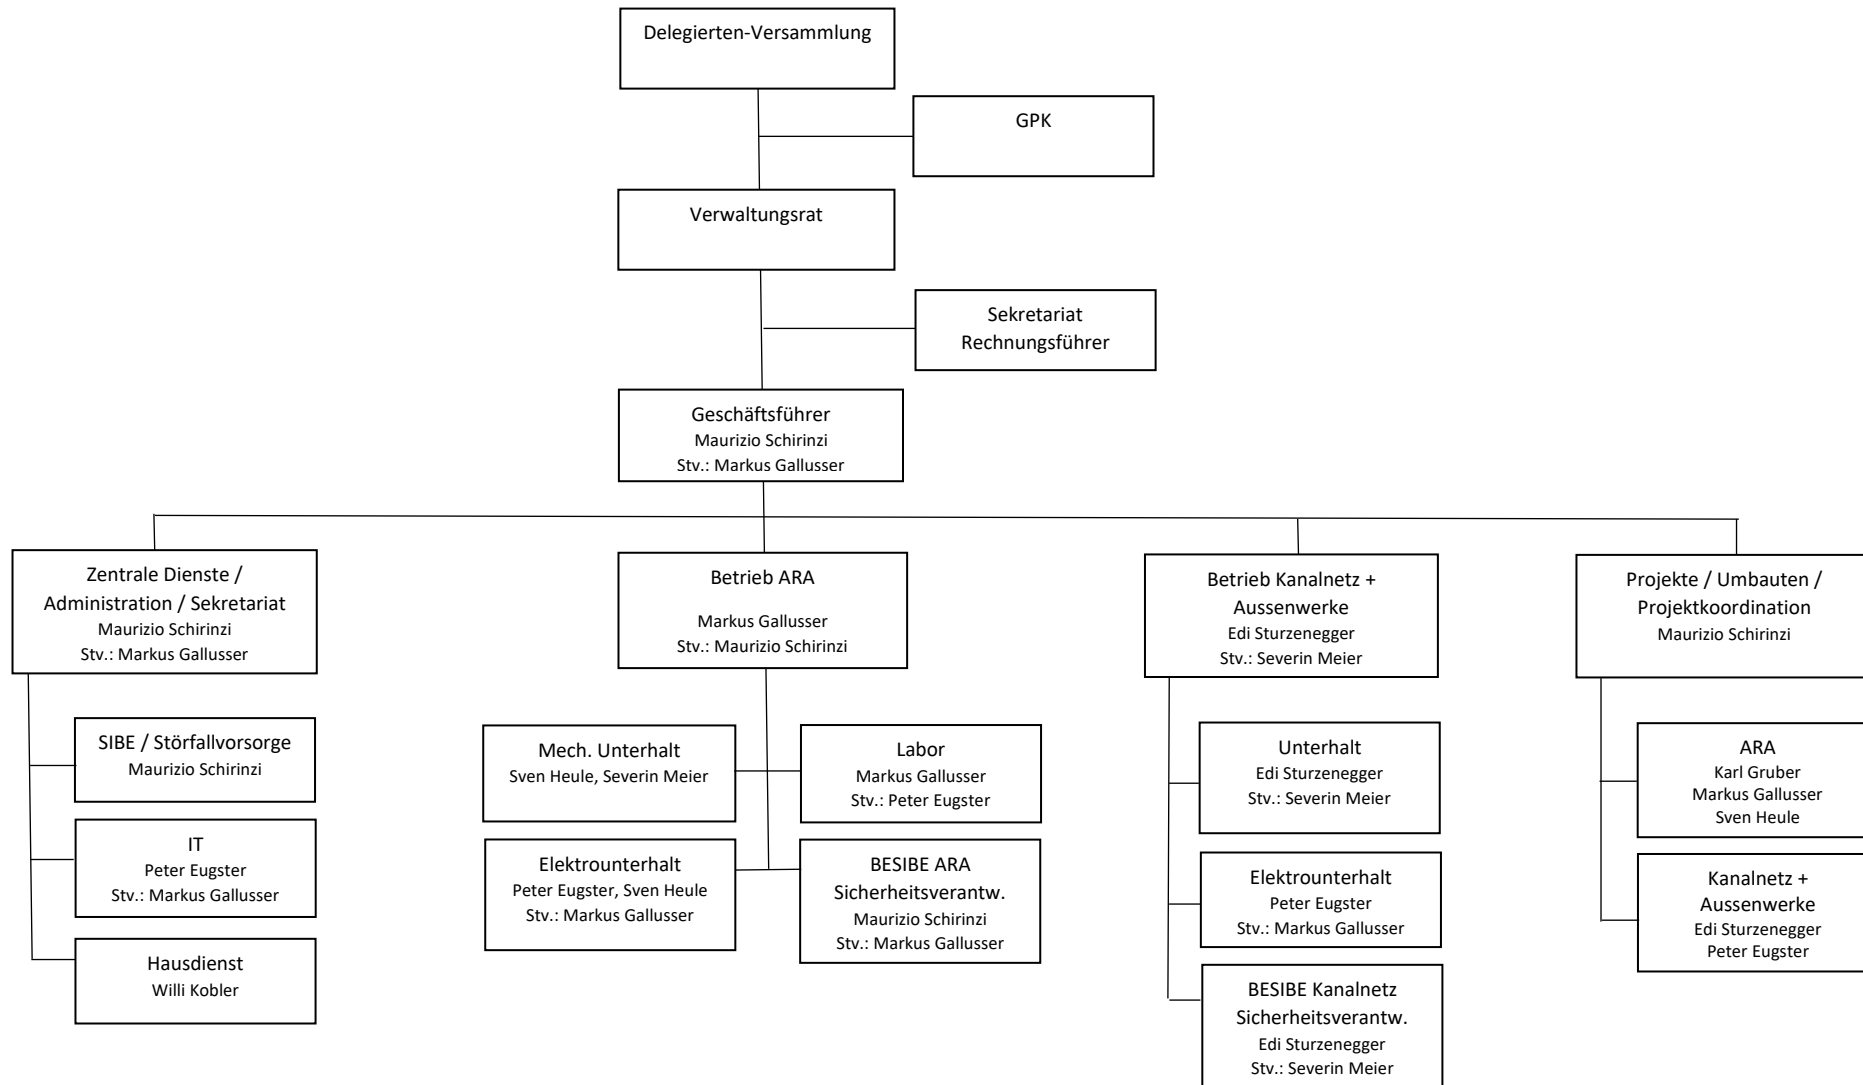 Delegierten-Versammlung
GPK
Verwaltungsrat
Sekretariat
Rechnungsführer
Geschäftsführer
Maurizio Schirinzi
Stv.: Markus Gallusser
Zentrale Dienste /
Administration / Sekretariat
Maurizio Schirinzi
Stv.: Markus Gallusser
SIBE / Störfallvorsorge
Maurizio Schirinzi
IT
Peter Eugster
Stv.: Markus Gallusser
Hausdienst
Willi Kobler
Betrieb ARA
Markus Gallusser
Stv.: Maurizio Schirinzi
Mech. Unterhalt
Sven Heule, Severin Meier
Labor
Markus Gallusser
Stv.: Peter Eugster
Elektrounterhalt
Peter Eugster, Sven Heule
Stv.: Markus Gallusser
BESIBE ARA
Sicherheitsverantw.
Maurizio Schirinzi
Stv.: Markus Gallusser
Betrieb Kanalnetz +
Aussenwerke
Edi Sturzenegger
Stv.: Severin Meier
Unterhalt
Edi Sturzenegger
Stv.: Severin Meier
Elektrounterhalt
Peter Eugster
Stv.: Markus Gallusser
BESIBE Kanalnetz
Sicherheitsverantw.
Edi Sturzenegger
Stv.: Severin Meier
Projekte / Umbauten /
Projektkoordination
Maurizio Schirinzi
ARA
Karl Gruber
Markus Gallusser
Sven Heule
Kanalnetz +
Aussenwerke
Edi Sturzenegger
Peter Eugster